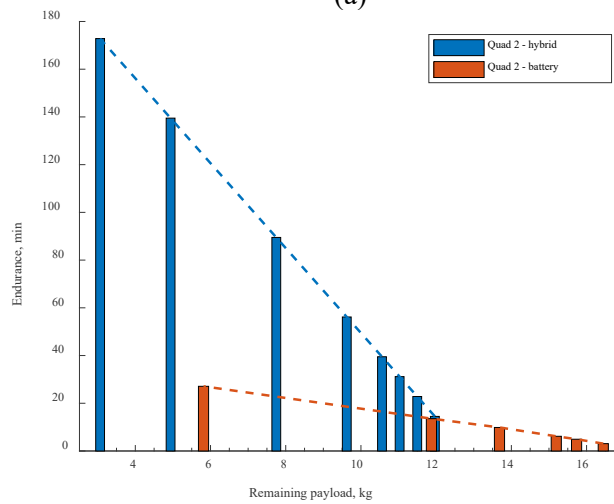 (a)
180
Quad 2 - hybrid
Quad 2 - battery
160
140
120
100
80
60
40
20
0
Endurance, min
4 6 8 10 12 14 16
Remaining payload, kg